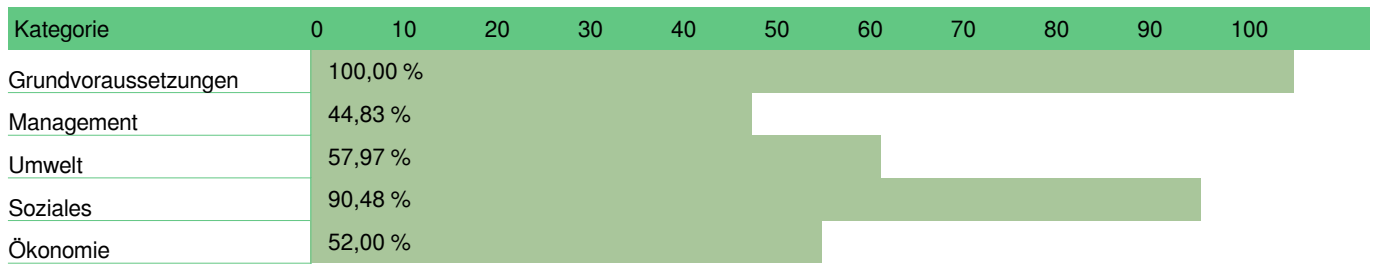 Kategorie 0 10 20 30 40 50 60 70 80 90 100
Grundvoraussetzungen 100,00 %
Management 44,83 %
Umwelt 57,97 %
Soziales 90,48 %
Ökonomie 52,00 %